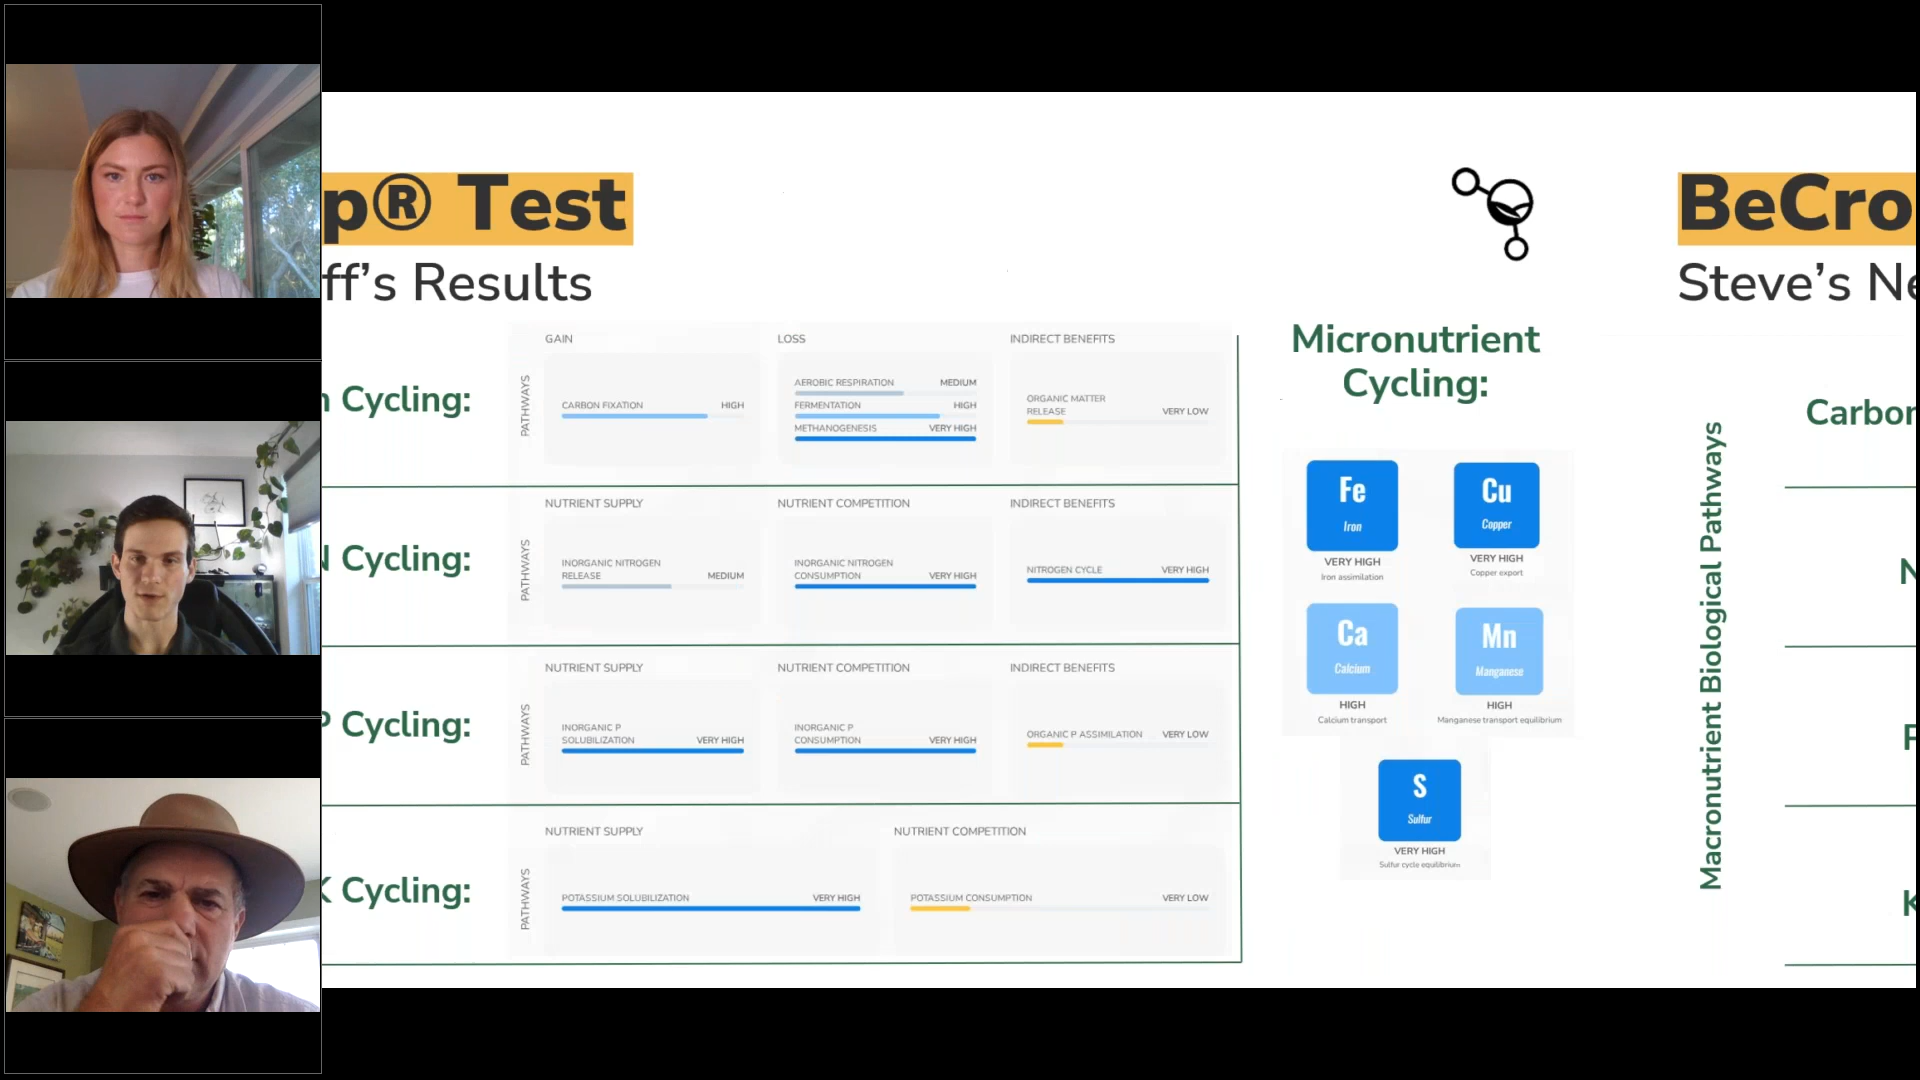 p® Test
ff's Results
n Cycling:
GAIN
LOSS
INDIRECT BENEFITS
PATHWAYS
CARBON FIXATION HIGH
AEROBIC RESPIRATION MEDIUM
FERMENTATION HIGH
METHANOGENESIS VERY HIGH
ORGANIC MATTER
RELEASE VERY LOW
N Cycling:
NUTRIENT SUPPLY
NUTRIENT COMPETITION
INDIRECT BENEFITS
PATHWAYS
INORGANIC NITROGEN
RELEASE MEDIUM
INORGANIC NITROGEN
CONSUMPTION VERY HIGH
NITROGEN CYCLE VERY HIGH
P Cycling:
NUTRIENT SUPPLY
NUTRIENT COMPETITION
INDIRECT BENEFITS
PATHWAYS
INORGANIC P
SOLUBILIZATION VERY HIGH
INORGANIC P
CONSUMPTION VERY HIGH
ORGANIC P ASSIMILATION VERY LOW
K Cycling:
NUTRIENT SUPPLY
NUTRIENT COMPETITION
PATHWAYS
POTASSIUM SOLUBILIZATION VERY HIGH
POTASSIUM CONSUMPTION VERY LOW
Micronutrient
Cycling:
Fe
Iron
VERY HIGH
Iron assimilation
Cu
Copper
VERY HIGH
Copper export
Ca
Calcium
HIGH
Calcium transport
Mn
Manganese
HIGH
Manganese transport equilibrium
S
Sulfur
VERY HIGH
Sulfur cycle equilibrium
BeCro
Steve's Ne
Macronutrient Biological Pathways
Carbon
N
P
K